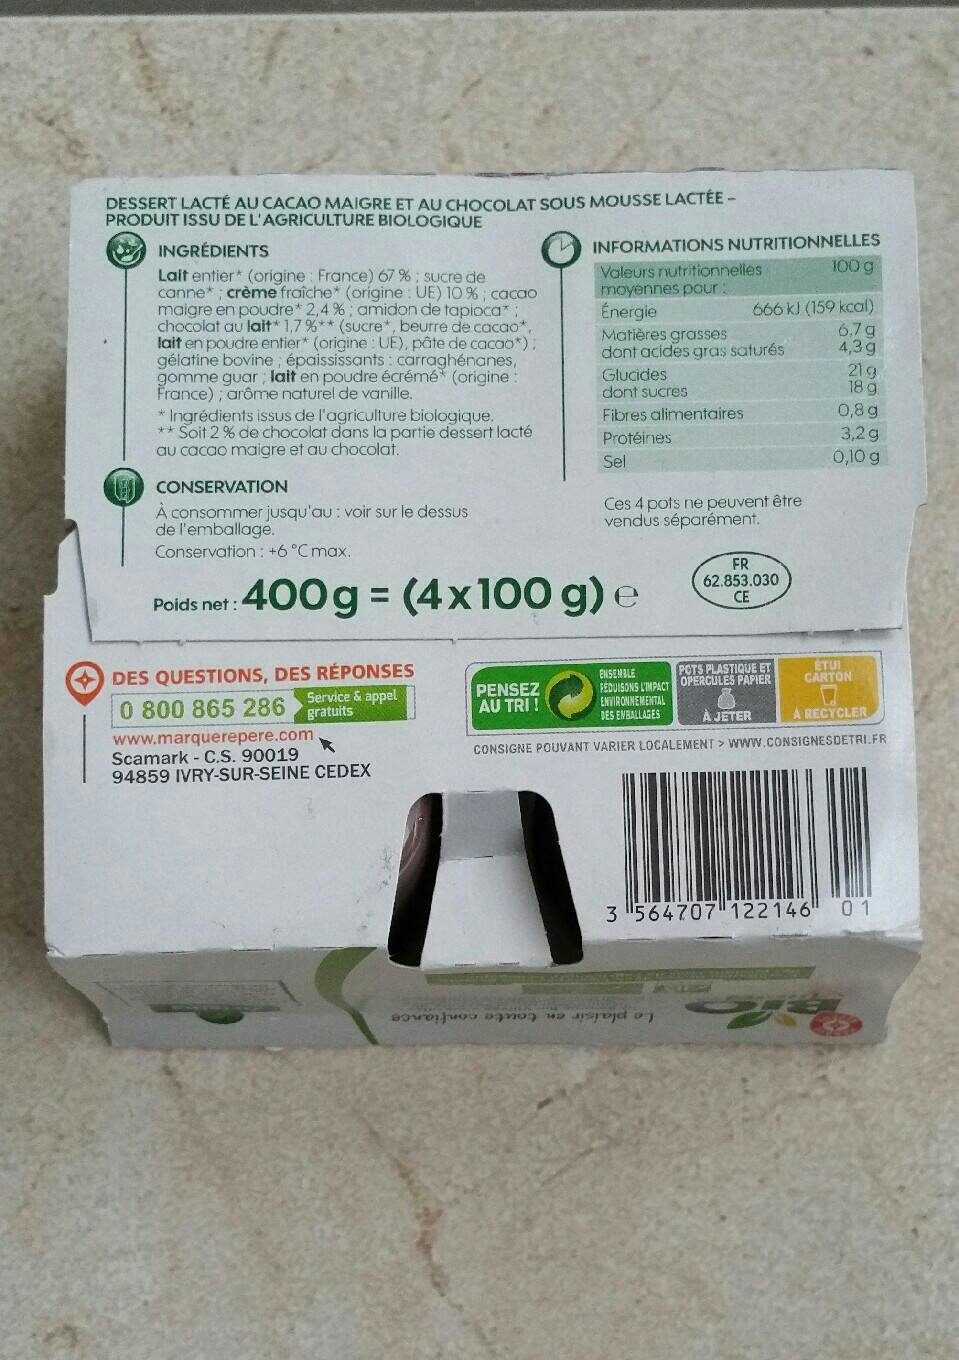 DESSERT LACTÉ AU CACAO MAIGRE ET AU CHOCOLAT SOUS MOUSSE LACTÉE –
PRODUIT ISSU DE L'AGRICULTURE BIOLOGIQUE
INGRÉDIENTS
Lait entier* (origine : France) 67 % ; sucre de
canne* ; crème fraîche* (origine : UE) 10 % ; cacao
maigre en poudre* 2,4 % ; amidon de tapioca* ;
chocolat au lait* 1,7 %** (sucre*, beurre de cacao*,
lait en poudre entier* (origine : UE), pâte de cacao*) ;
gélatine bovine ; épaississants : carraghénanes,
gomme guar ; lait en poudre écrémé* (origine :
France) ; arôme naturel de vanille.
* Ingrédients issus de l'agriculture biologique.
** Soit 2 % de chocolat dans la partie dessert lacté
au cacao maigre et au chocolat.
CONSERVATION
À consommer jusqu'au : voir sur le dessus
de l'emballage.
Conservation : +6 °C max.
Poids net : 400g = (4x100 g) e
INFORMATIONS NUTRITIONNELLES
Valeurs nutritionnelles 100 g
moyennes pour :
Énergie 666 kJ (159 kcal)
Matières grasses 6,7 g
dont acides gras saturés 4,3 g
Glucides 21 g
dont sucres 18 g
Fibres alimentaires 0,8 g
Protéines 3,2 g
Sel 0,10 g
Ces 4 pots ne peuvent être
vendus séparément.
FR
62.853.030
CE
DES QUESTIONS, DES RÉPONSES
0 800 865 286 Service & appel
gratuits
www.marquerepere.com
Scamark - C.S. 90019
94859 IVRY-SUR-SEINE CEDEX
PENSEZ
AU TRI !
ENSEMBLE
RÉDUISONS L'IMPACT
ENVIRONNEMENTAL
DES EMBALLAGES
POTS PLASTIQUE ET
OPERCULES PAPIER
À JETER
ÉTUI
CARTON
À RECYCLER
CONSIGNE POUVANT VARIER LOCALEMENT > WWW.CONSIGNESDETRI.FR
3 564707 122146 01
Le plaisir en toute confiance
BIO